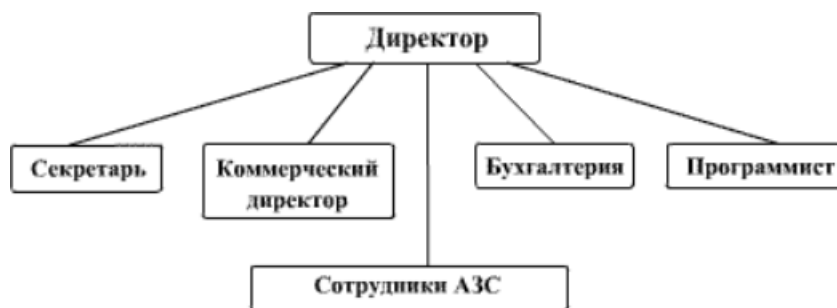 Директор
Секретарь
Коммерческий
директор
Бухгалтерия
Программист
Сотрудники АЗС